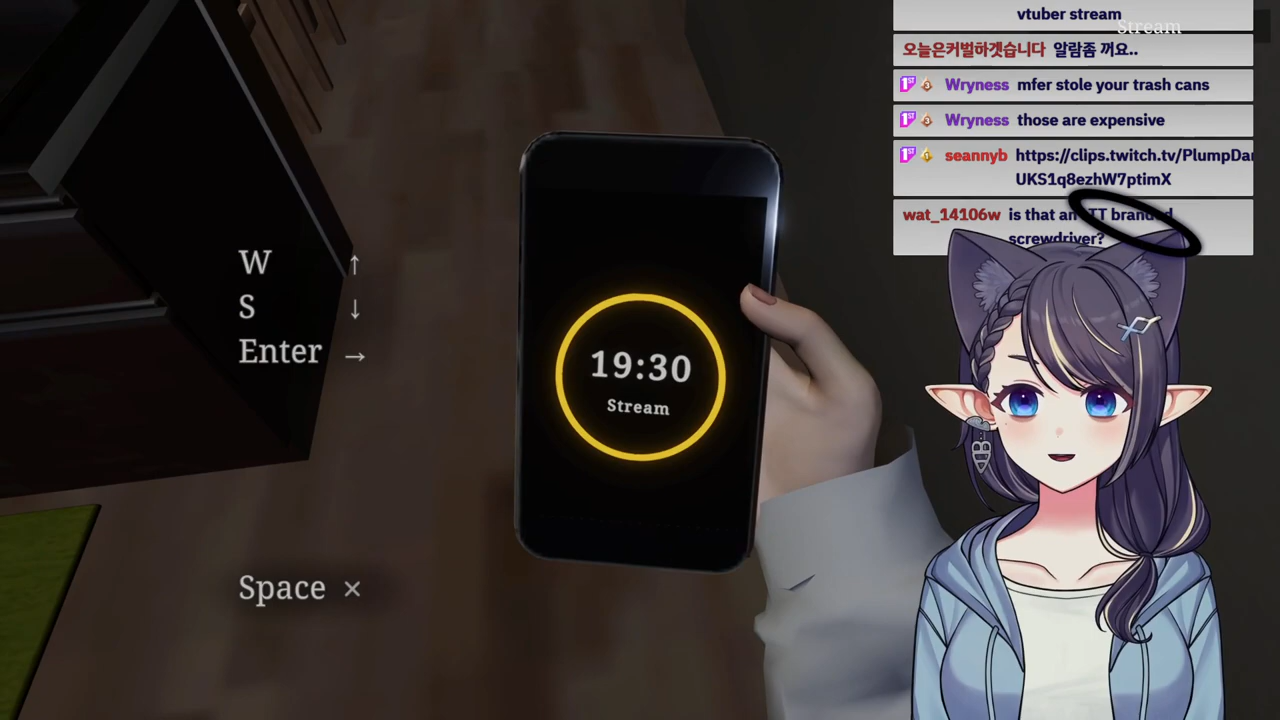 vtuber stream
Stream
오늘은커벌하겟습니다 알람좀 꺼요..
Wryness mfer stole your trash cans
Wryness those are expensive
seannyb https://clips.twitch.tv/PlumpDa
UKS1q8ezhW7ptimX
wat_14106w is that an TT branded
screwdriver?
W ↑
S ↓
Enter →
19:30
Stream
Space ×